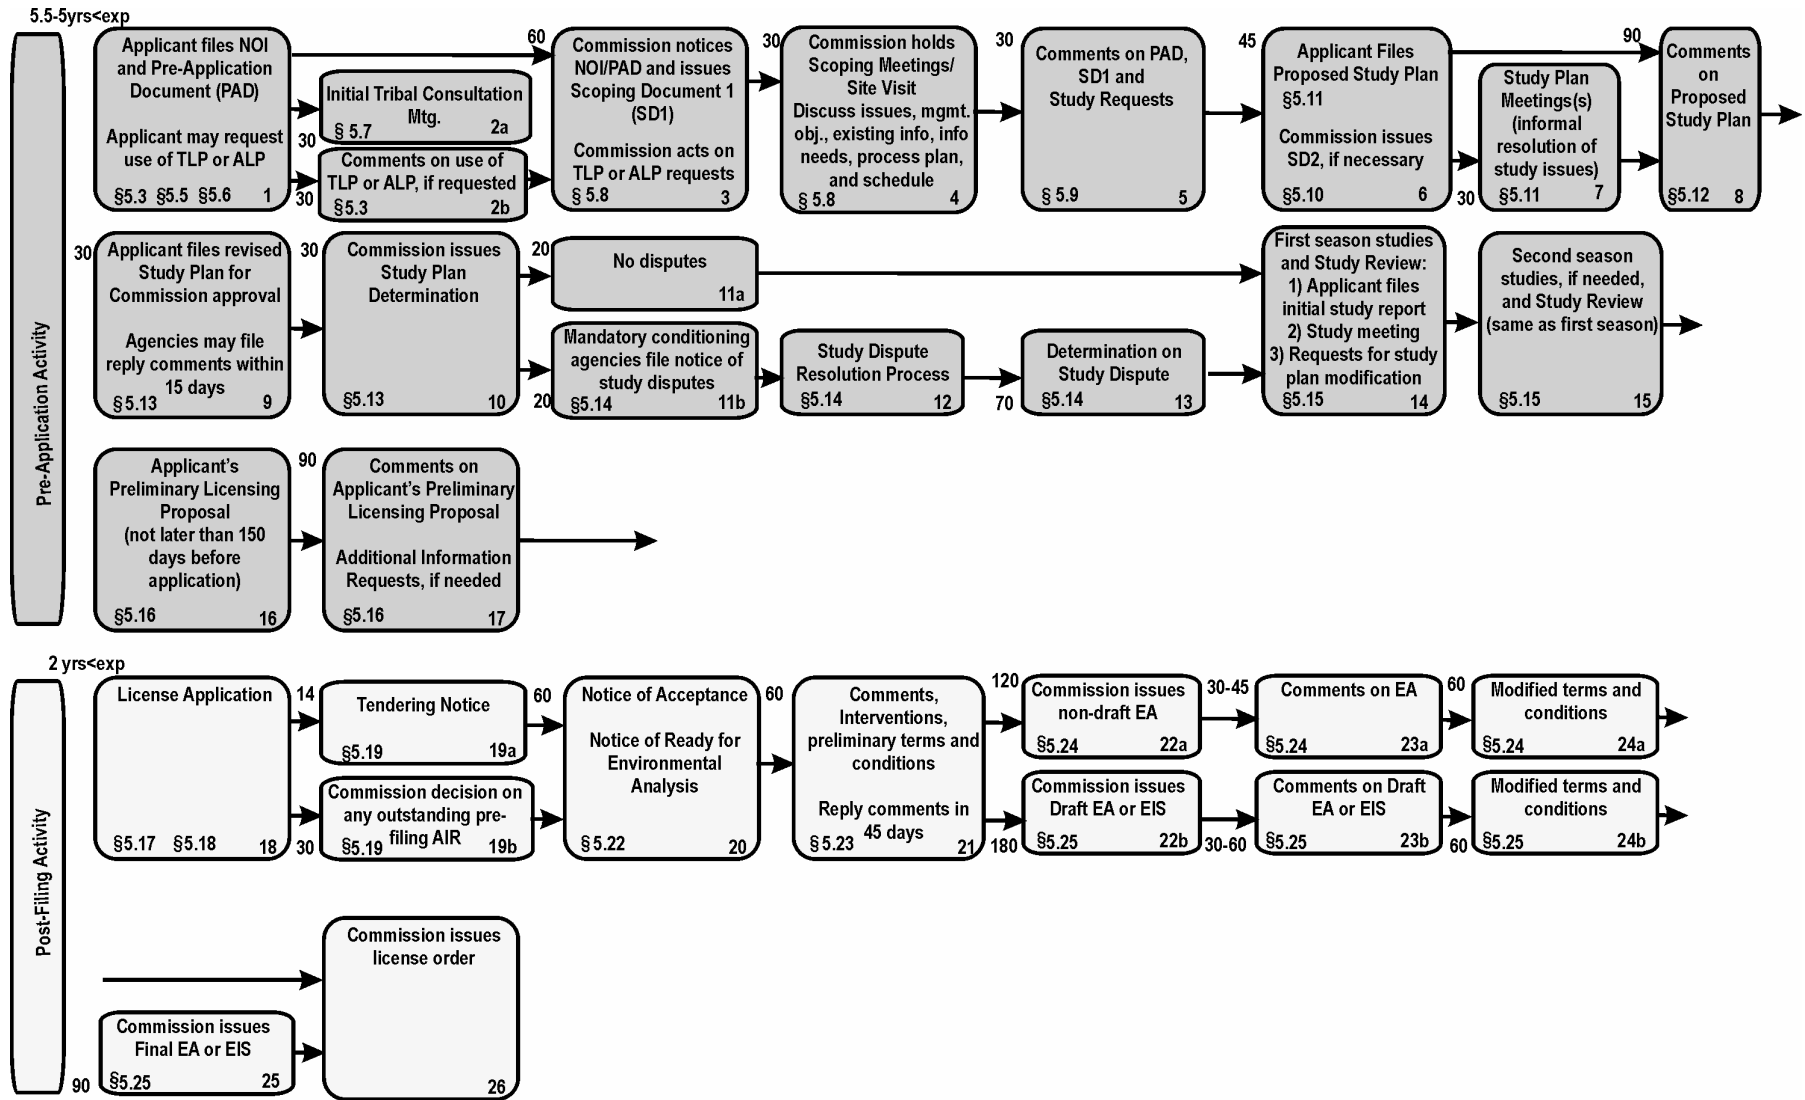 5.5-5yrs<exp
Pre-Application Activity
Applicant files NOI
and Pre-Application
Document (PAD)
Applicant may request
use of TLP or ALP
§5.3 §5.5 §5.6 1
30
Initial Tribal Consultation
Mtg.
§ 5.7 2a
30
Comments on use of
TLP or ALP, if requested
§5.3 2b
60
Commission notices
NOI/PAD and issues
Scoping Document 1
(SD1)
Commission acts on
TLP or ALP requests
§ 5.8 3
30
Commission holds
Scoping Meetings/
Site Visit
Discuss issues, mgmt.
obj., existing info, info
needs, process plan,
and schedule
§ 5.8 4
30
Comments on PAD,
SD1 and
Study Requests
§ 5.9 5
45
Applicant Files
Proposed Study Plan
§5.11
Commission issues
SD2, if necessary
§5.10 6
30
Study Plan
Meetings(s)
(informal
resolution of
study issues)
§5.11 7
90
Comments
on
Proposed
Study Plan
§5.12 8
30
Applicant files revised
Study Plan for
Commission approval
Agencies may file
reply comments within
15 days
§5.13 9
30
Commission issues
Study Plan
Determination
§5.13 10
20
No disputes
11a
20
Mandatory conditioning
agencies file notice of
study disputes
§5.14 11b
Study Dispute
Resolution Process
§5.14 12
70
Determination on
Study Dispute
§5.14 13
First season studies
and Study Review:
1) Applicant files
initial study report
2) Study meeting
3) Requests for study
plan modification
§5.15 14
Second season
studies, if needed,
and Study Review
(same as first season)
§5.15 15
Applicant's
Preliminary Licensing
Proposal
(not later than 150
days before
application)
§5.16 16
90
Comments on
Applicant's Preliminary
Licensing Proposal
Additional Information
Requests, if needed
§5.16 17
2 yrs<exp
Post-Filing Activity
License Application
§5.17 §5.18 18
14
Tendering Notice
§5.19 19a
30
Commission decision on
any outstanding pre-
filing AIR
§5.19 19b
60
Notice of Acceptance
Notice of Ready for
Environmental
Analysis
§ 5.22 20
60
Comments,
Interventions,
preliminary terms and
conditions
Reply comments in
45 days
§ 5.23 21
120
Commission issues
non-draft EA
§5.24 22a
30-45
Comments on EA
§5.24 23a
60
Modified terms and
conditions
§5.24 24a
180
Commission issues
Draft EA or EIS
§5.25 22b
30-60
Comments on Draft
EA or EIS
§5.25 23b
60
Modified terms and
conditions
§5.25 24b
90
Commission issues
Final EA or EIS
§5.25 25
Commission issues
license order
26